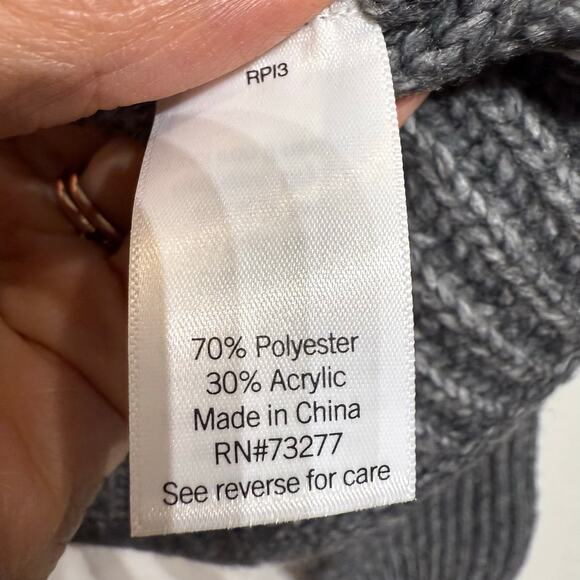 RPI3
70% Polyester
30% Acrylic
Made in China
RN#73277
See reverse for care